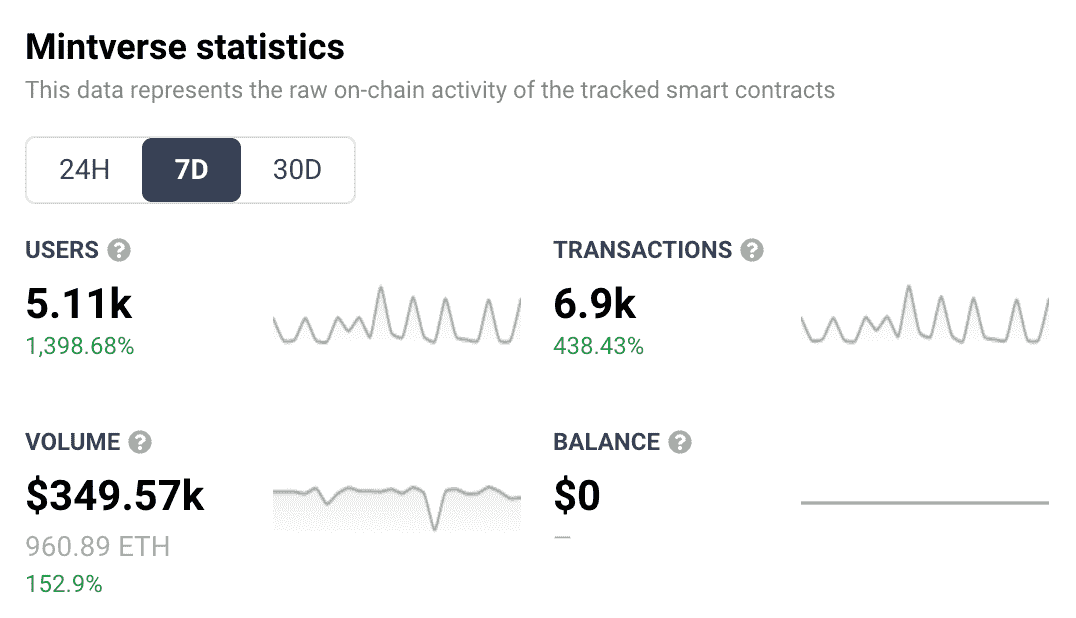 Mintverse statistics
This data represents the raw on-chain activity of the tracked smart contracts
24H 7D 30D
USERS ?
5.11k
1,398.68%
TRANSACTIONS ?
6.9k
438.43%
VOLUME ?
$349.57k
960.89 ETH
152.9%
BALANCE ?
$0
—